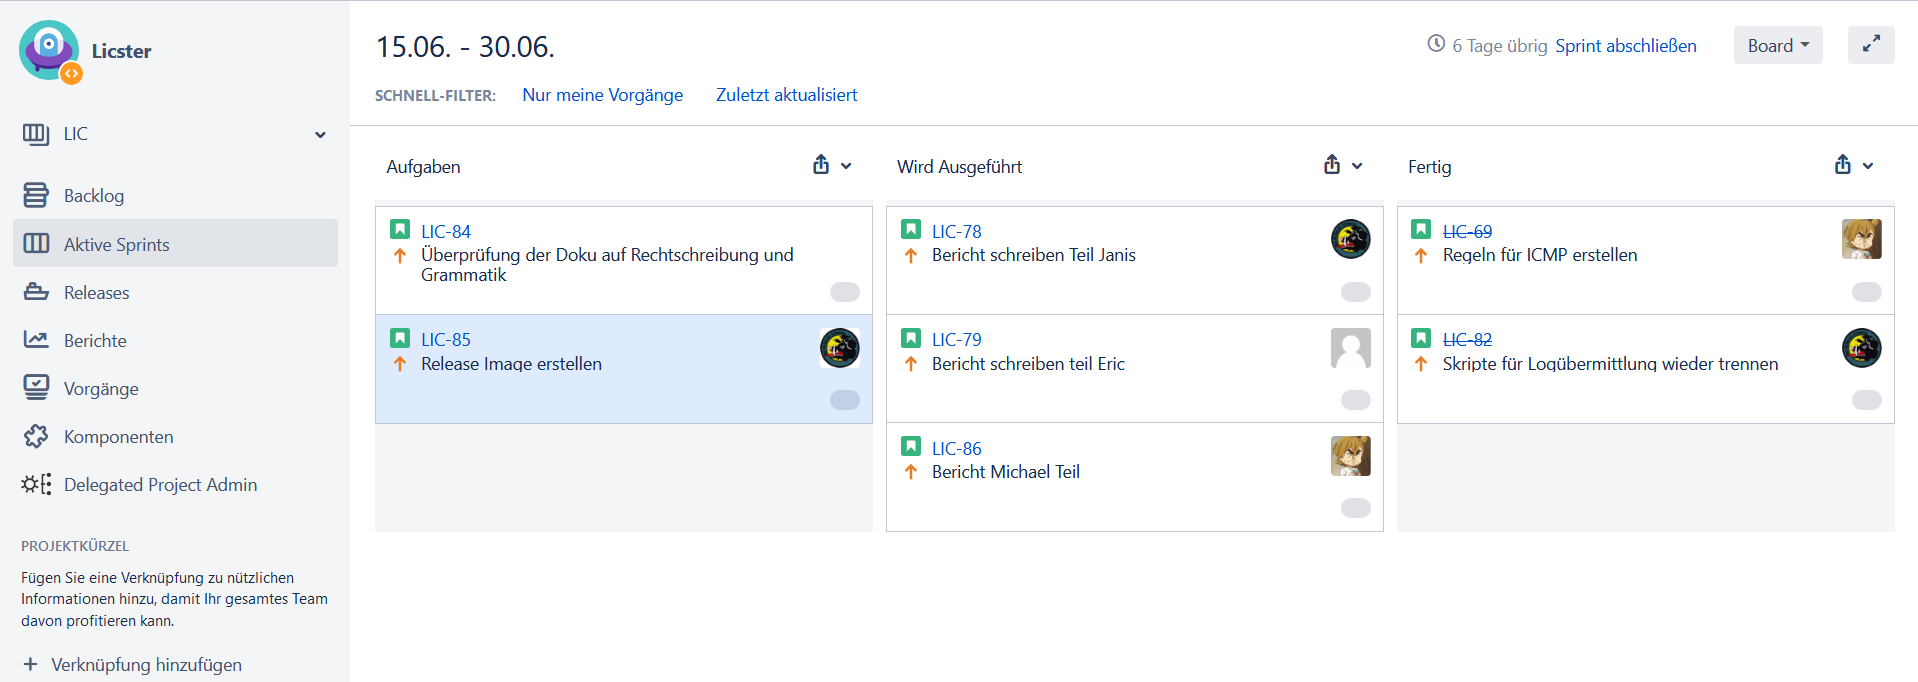 Licster
LIC
Backlog
Aktive Sprints
Releases
Berichte
Vorgänge
Komponenten
Delegated Project Admin
PROJEKTKÜRZEL
Fügen Sie eine Verknüpfung zu nützlichen
Informationen hinzu, damit Ihr gesamtes Team
davon profitieren kann.
+ Verknüpfung hinzufügen
15.06. - 30.06.
6 Tage übrig Sprint abschließen
Board
SCHNELL-FILTER: Nur meine Vorgänge Zuletzt aktualisiert
Aufgaben
LIC-84
Überprüfung der Doku auf Rechtschreibung und
Grammatik
LIC-85
Release Image erstellen
Wird Ausgeführt
LIC-78
Bericht schreiben Teil Janis
LIC-79
Bericht schreiben teil Eric
LIC-86
Bericht Michael Teil
Fertig
LIC-69
Regeln für ICMP erstellen
LIC-82
Skripte für Logübermittlung wieder trennen